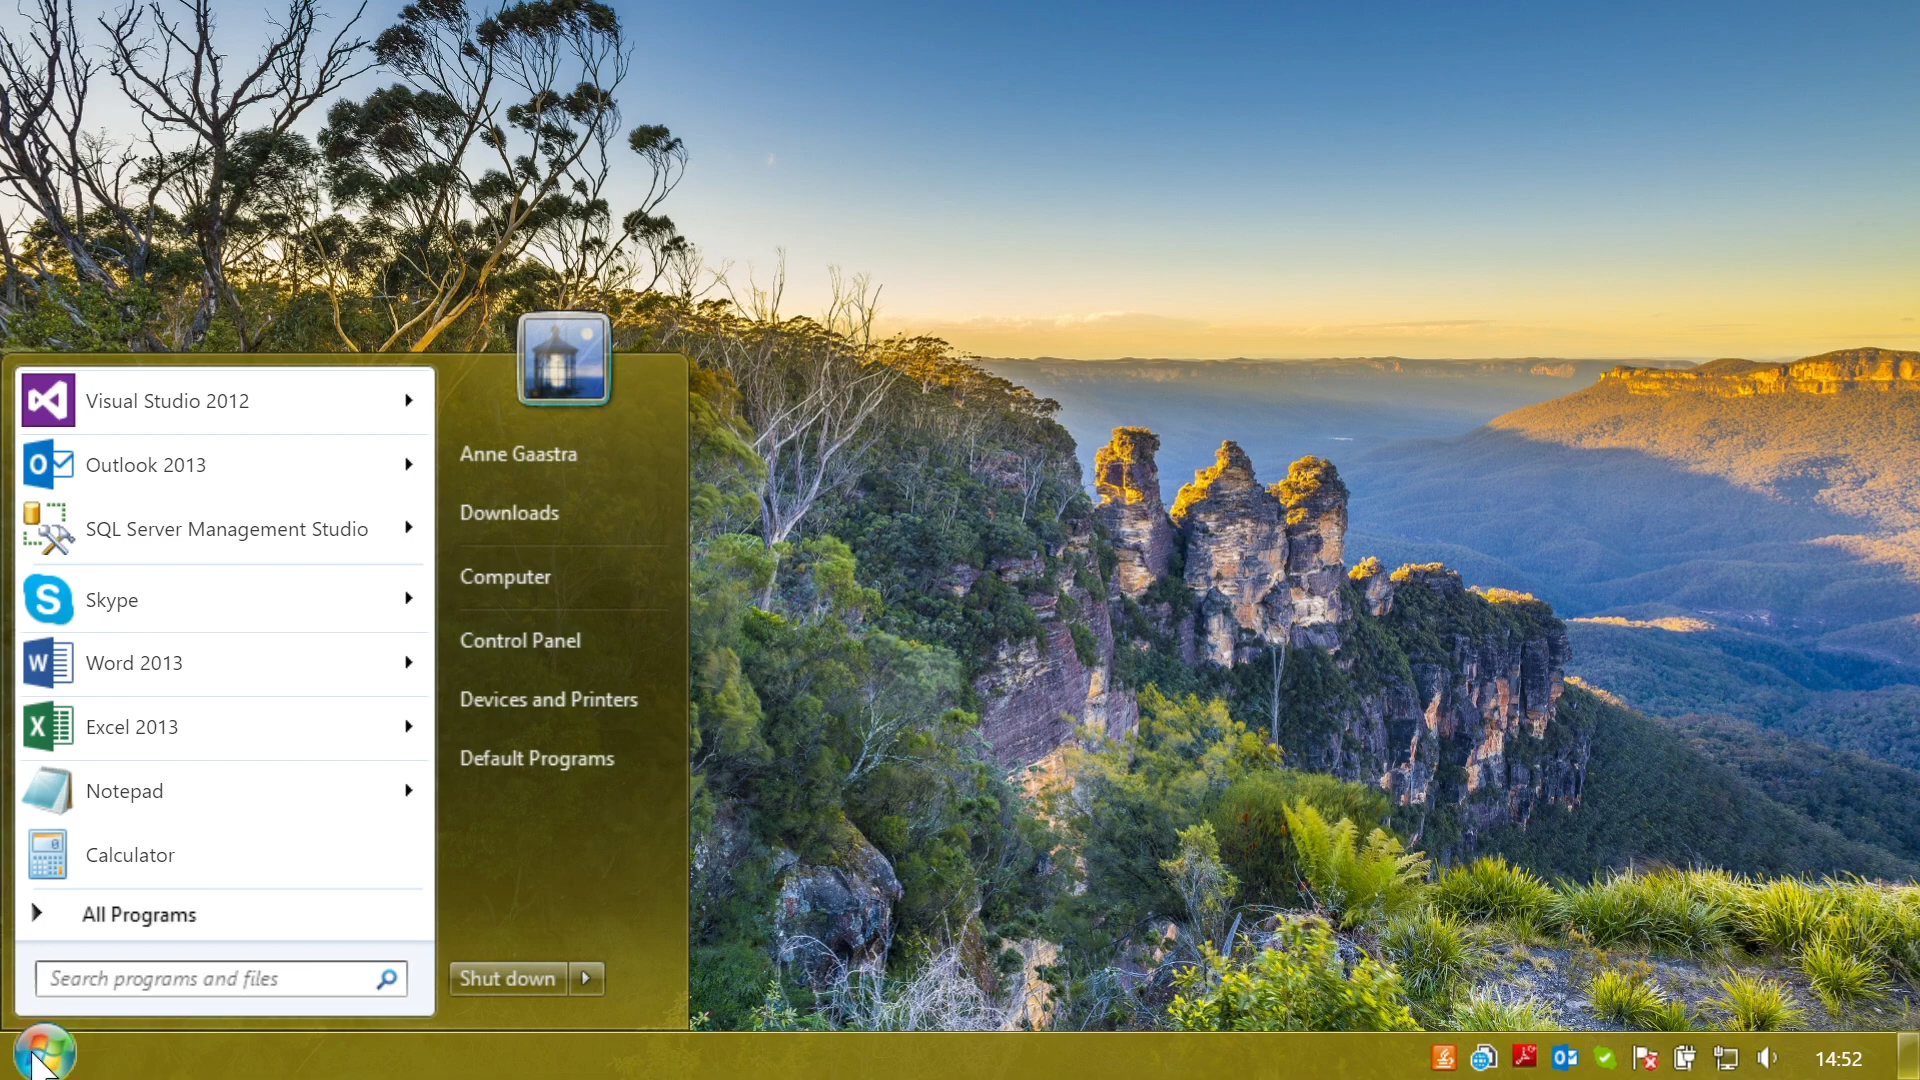 Visual Studio 2012
Outlook 2013
SQL Server Management Studio
Skype
Word 2013
Excel 2013
Notepad
Calculator
All Programs
Search programs and files
Anne Gaastra
Downloads
Computer
Control Panel
Devices and Printers
Default Programs
Shut down
14:52